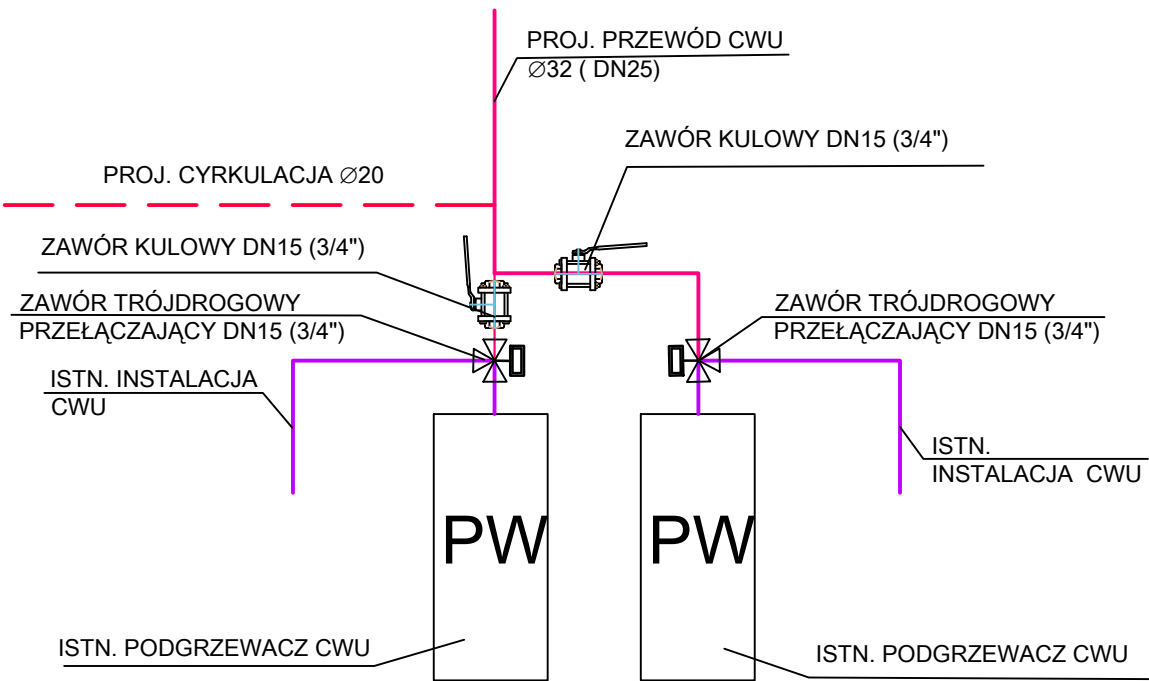 PROJ. PRZEWÓD CWU
∅32 ( DN25)
ZAWÓR KULOWY DN15 (3/4")
PROJ. CYRKULACJA ∅20
ZAWÓR KULOWY DN15 (3/4")
ZAWÓR TRÓJDROGOWY
PRZEŁĄCZAJĄCY DN15 (3/4")
ZAWÓR TRÓJDROGOWY
PRZEŁĄCZAJĄCY DN15 (3/4")
ISTN. INSTALACJA
CWU
ISTN.
INSTALACJA CWU
PW
PW
ISTN. PODGRZEWACZ CWU
ISTN. PODGRZEWACZ CWU